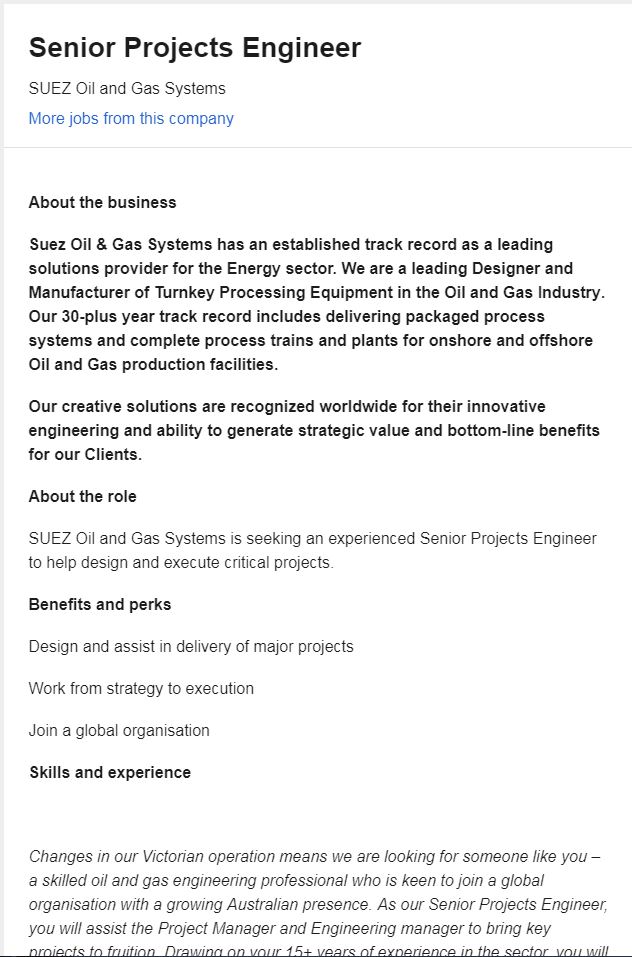 Senior Projects Engineer
SUEZ Oil and Gas Systems
More jobs from this company
About the business
Suez Oil & Gas Systems has an established track record as a leading
solutions provider for the Energy sector. We are a leading Designer and
Manufacturer of Turnkey Processing Equipment in the Oil and Gas Industry.
Our 30-plus year track record includes delivering packaged process
systems and complete process trains and plants for onshore and offshore
Oil and Gas production facilities.
Our creative solutions are recognized worldwide for their innovative
engineering and ability to generate strategic value and bottom-line benefits
for our Clients.
About the role
SUEZ Oil and Gas Systems is seeking an experienced Senior Projects Engineer
to help design and execute critical projects.
Benefits and perks
Design and assist in delivery of major projects
Work from strategy to execution
Join a global organisation
Skills and experience
Changes in our Victorian operation means we are looking for someone like you –
a skilled oil and gas engineering professional who is keen to join a global
organisation with a growing Australian presence. As our Senior Projects Engineer,
you will assist the Project Manager and Engineering manager to bring key
projects to fruition. Drawing on your 15+ years of experience in the sector, you will